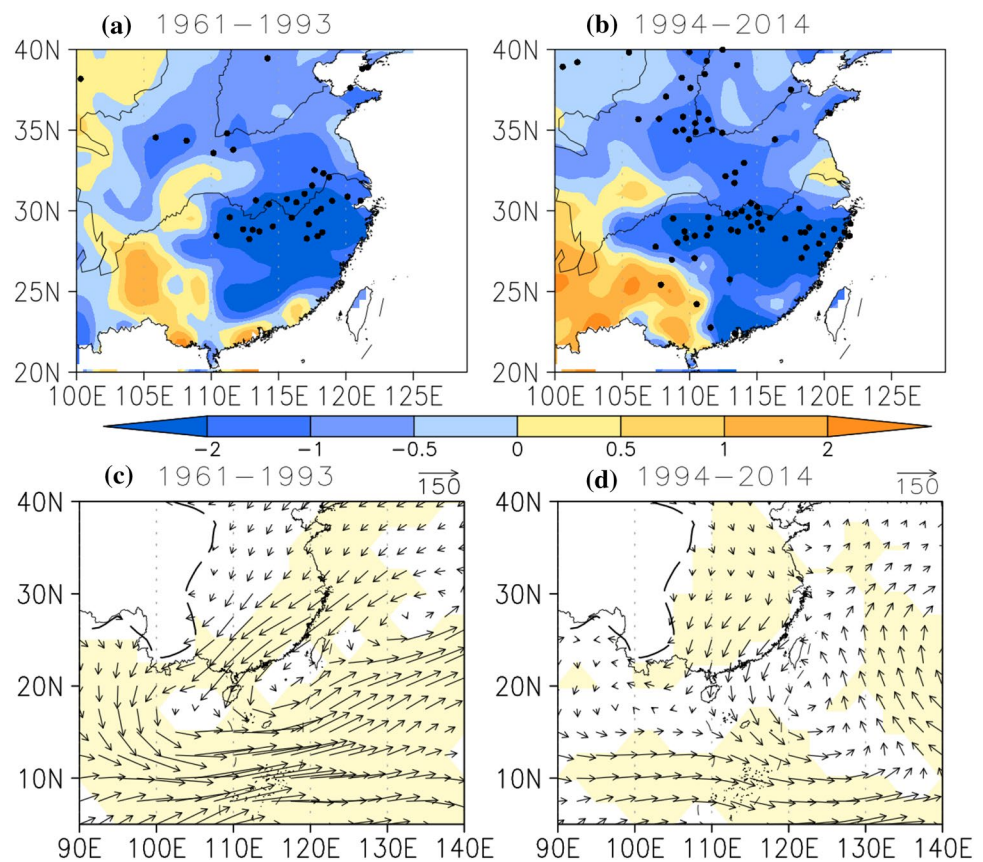 (a) 1961−1993 (b) 1994−2014
40N 40N
35N 35N
30N 30N
25N 25N
20N 20N
100E 105E 110E 115E 120E 125E 100E 105E 110E 115E 120E 125E
−2 −1 −0.5 0 0.5 1 2
(c) 1961−1993 150 (d) 1994−2014 150
40N 40N
30N 30N
20N 20N
10N 10N
90E 100E 110E 120E 130E 140E 90E 100E 110E 120E 130E 140E